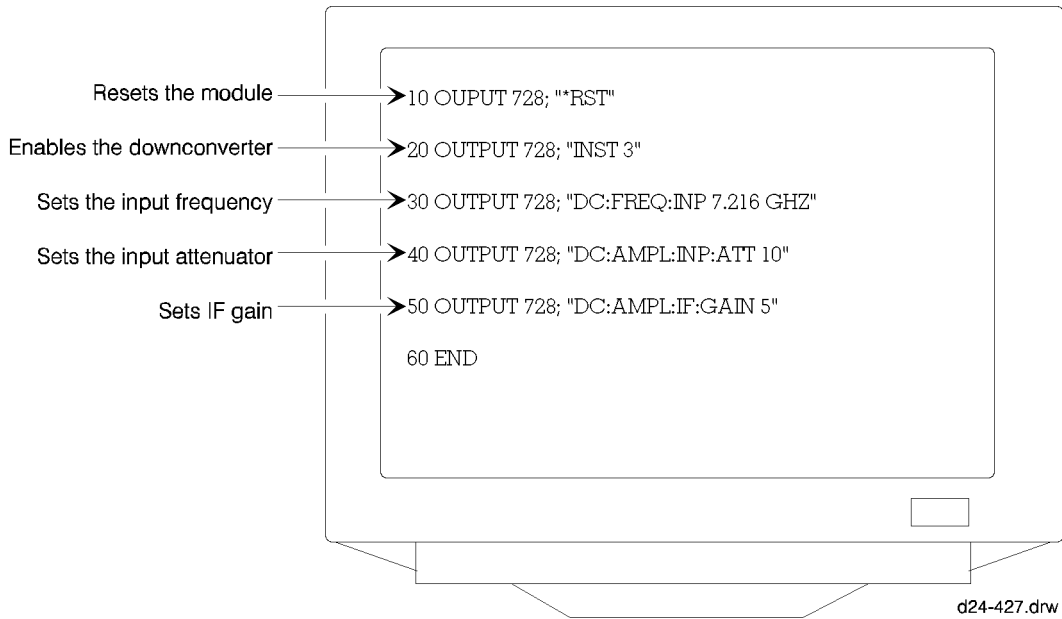 Resets the module 10 OUPUT 728; "*RST"
Enables the downconverter 20 OUTPUT 728; "INST 3"
Sets the input frequency 30 OUTPUT 728; "DC:FREQ:INP 7.216 GHZ"
Sets the input attenuator 40 OUTPUT 728; "DC:AMPL:INP:ATT 10"
Sets IF gain 50 OUTPUT 728; "DC:AMPL:IF:GAIN 5"
60 END
d24-427.drw